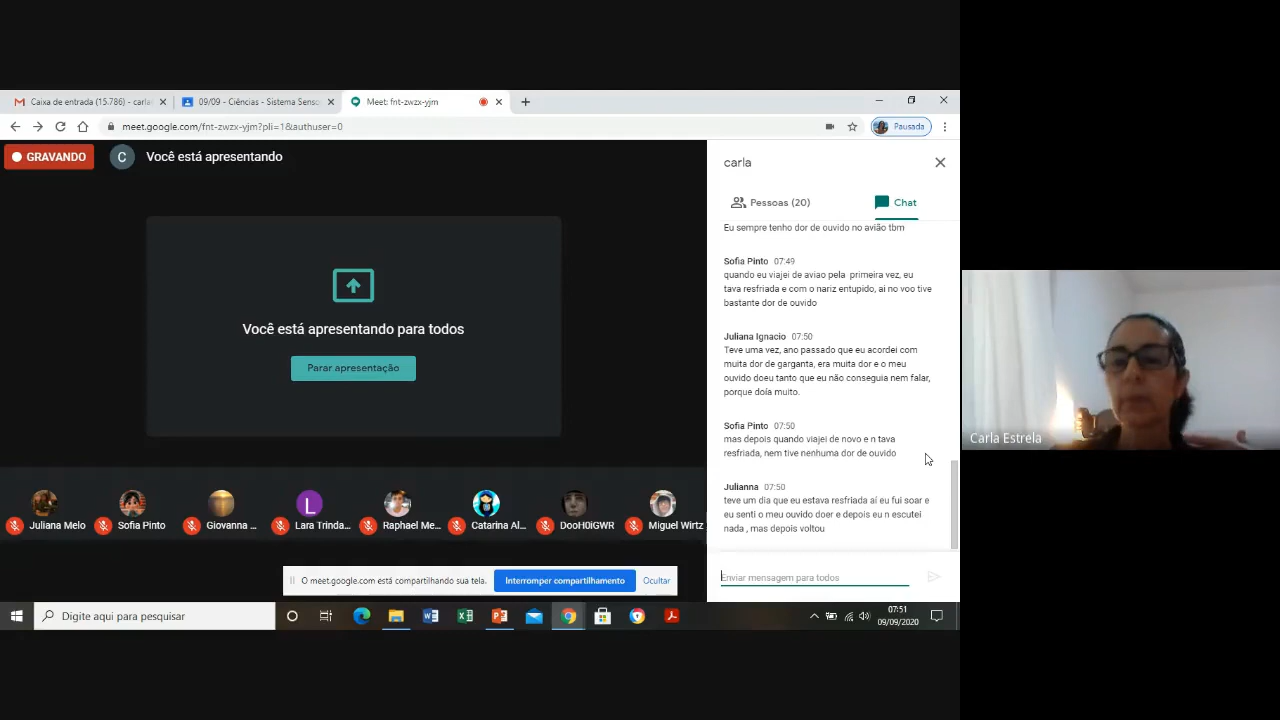 Caixa de entrada (15.786) - carla
09/09 - Ciências - Sistema Senso
Meet: fnt-zwzx-yjm
meet.google.com/fnt-zwzx-yjm?pli=1&authuser=0
Pausada
GRAVANDO
C
Você está apresentando
carla
Pessoas (20)
Chat
Você está apresentando para todos
Parar apresentação
Eu sempre tenho dor de ouvido no avião tbm
Sofia Pinto 07:49
quando eu viajei de aviao pela primeira vez, eu
tava resfriada e com o nariz entupido, ai no voo tive
bastante dor de ouvido
Juliana Ignacio 07:50
Teve uma vez, ano passado que eu acordei com
muita dor de garganta, era muita dor e o meu
ouvido doeu tanto que eu não conseguia nem falar,
porque doía muito.
Sofia Pinto 07:50
mas depois quando viajei de novo e n tava
resfriada, nem tive nenhuma dor de ouvido
Julianna 07:50
teve um dia que eu estava resfriada aí eu fui soar e
eu senti o meu ouvido doer e depois eu n escutei
nada , mas depois voltou
Enviar mensagem para todos
L
Juliana Melo
Sofia Pinto
Giovanna ...
Lara Trinda...
Raphael Me...
Catarina Al...
DooH0iGWR
Miguel Wirtz
O meet.google.com está compartilhando sua tela.
Interromper compartilhamento
Ocultar
Digite aqui para pesquisar
07:51
09/09/2020
Carla Estrela